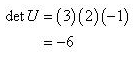 det U = (3)(2)(−1)
= −6